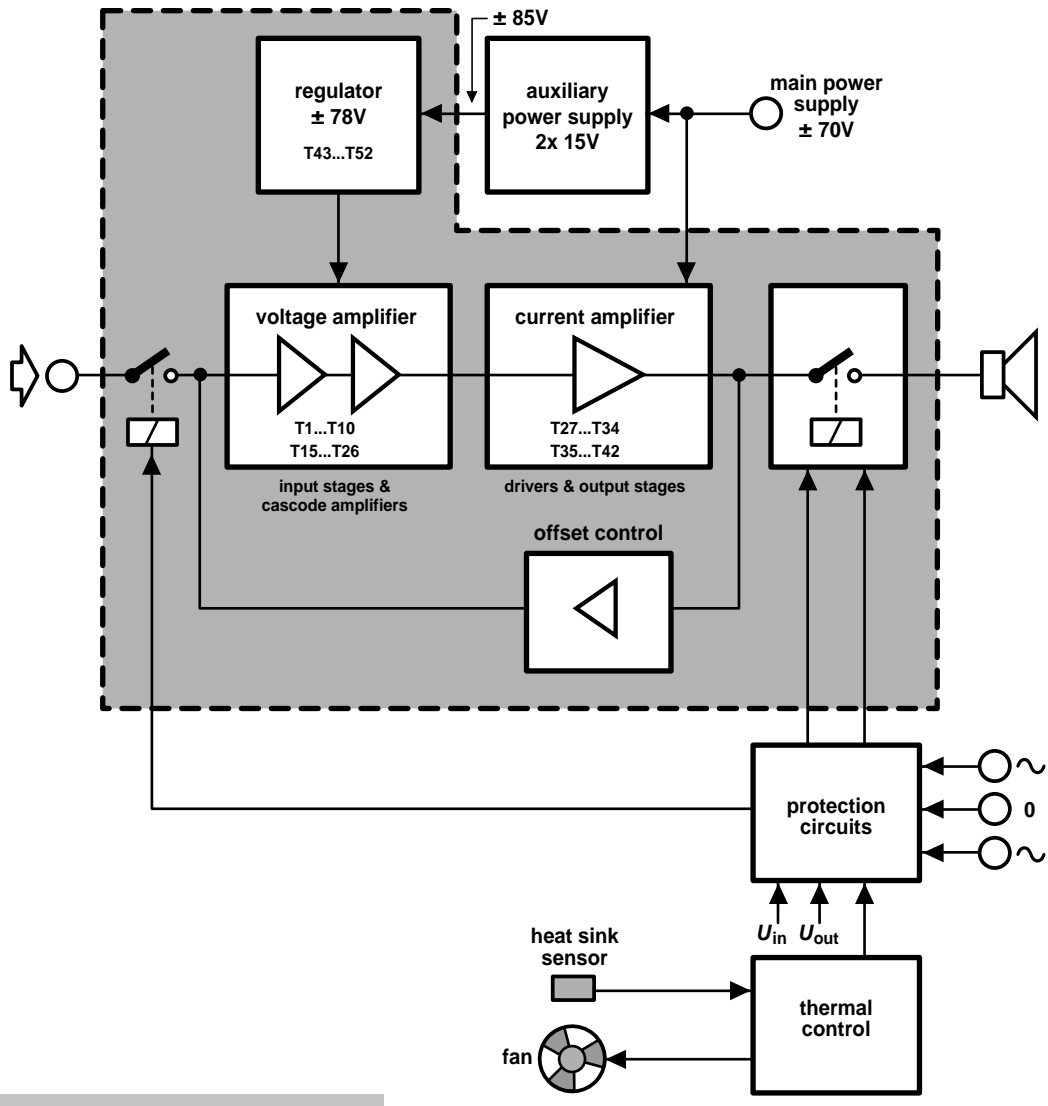 ± 85V
regulator
± 78V
T43...T52
auxiliary
power supply
2x 15V
main power
supply
± 70V
voltage amplifier
T1...T10
T15...T26
input stages &
cascode amplifiers
current amplifier
T27...T34
T35...T42
drivers & output stages
offset control
protection
circuits
0
Uin
Uout
heat sink
sensor
thermal
control
fan